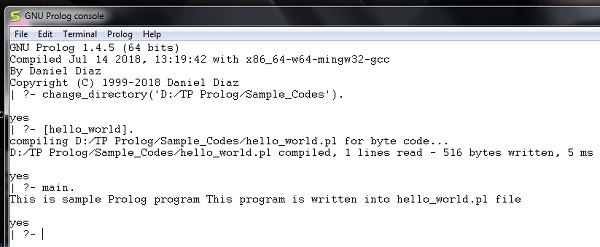 GNU Prolog console
File Edit Terminal Prolog Help
GNU Prolog 1.4.5 (64 bits)
Compiled Jul 14 2018, 13:19:42 with x86_64-w64-mingw32-gcc
By Daniel Diaz
Copyright (C) 1999-2018 Daniel Diaz
| ?- change_directory('D:/TP Prolog/Sample_Codes').
yes
| ?- [hello_world].
compiling D:/TP Prolog/Sample_Codes/hello_world.pl for byte code...
D:/TP Prolog/Sample_Codes/hello_world.pl compiled, 1 lines read - 516 bytes written, 5 ms
yes
| ?- main.
This is sample Prolog program This program is written into hello_world.pl file
yes
| ?-